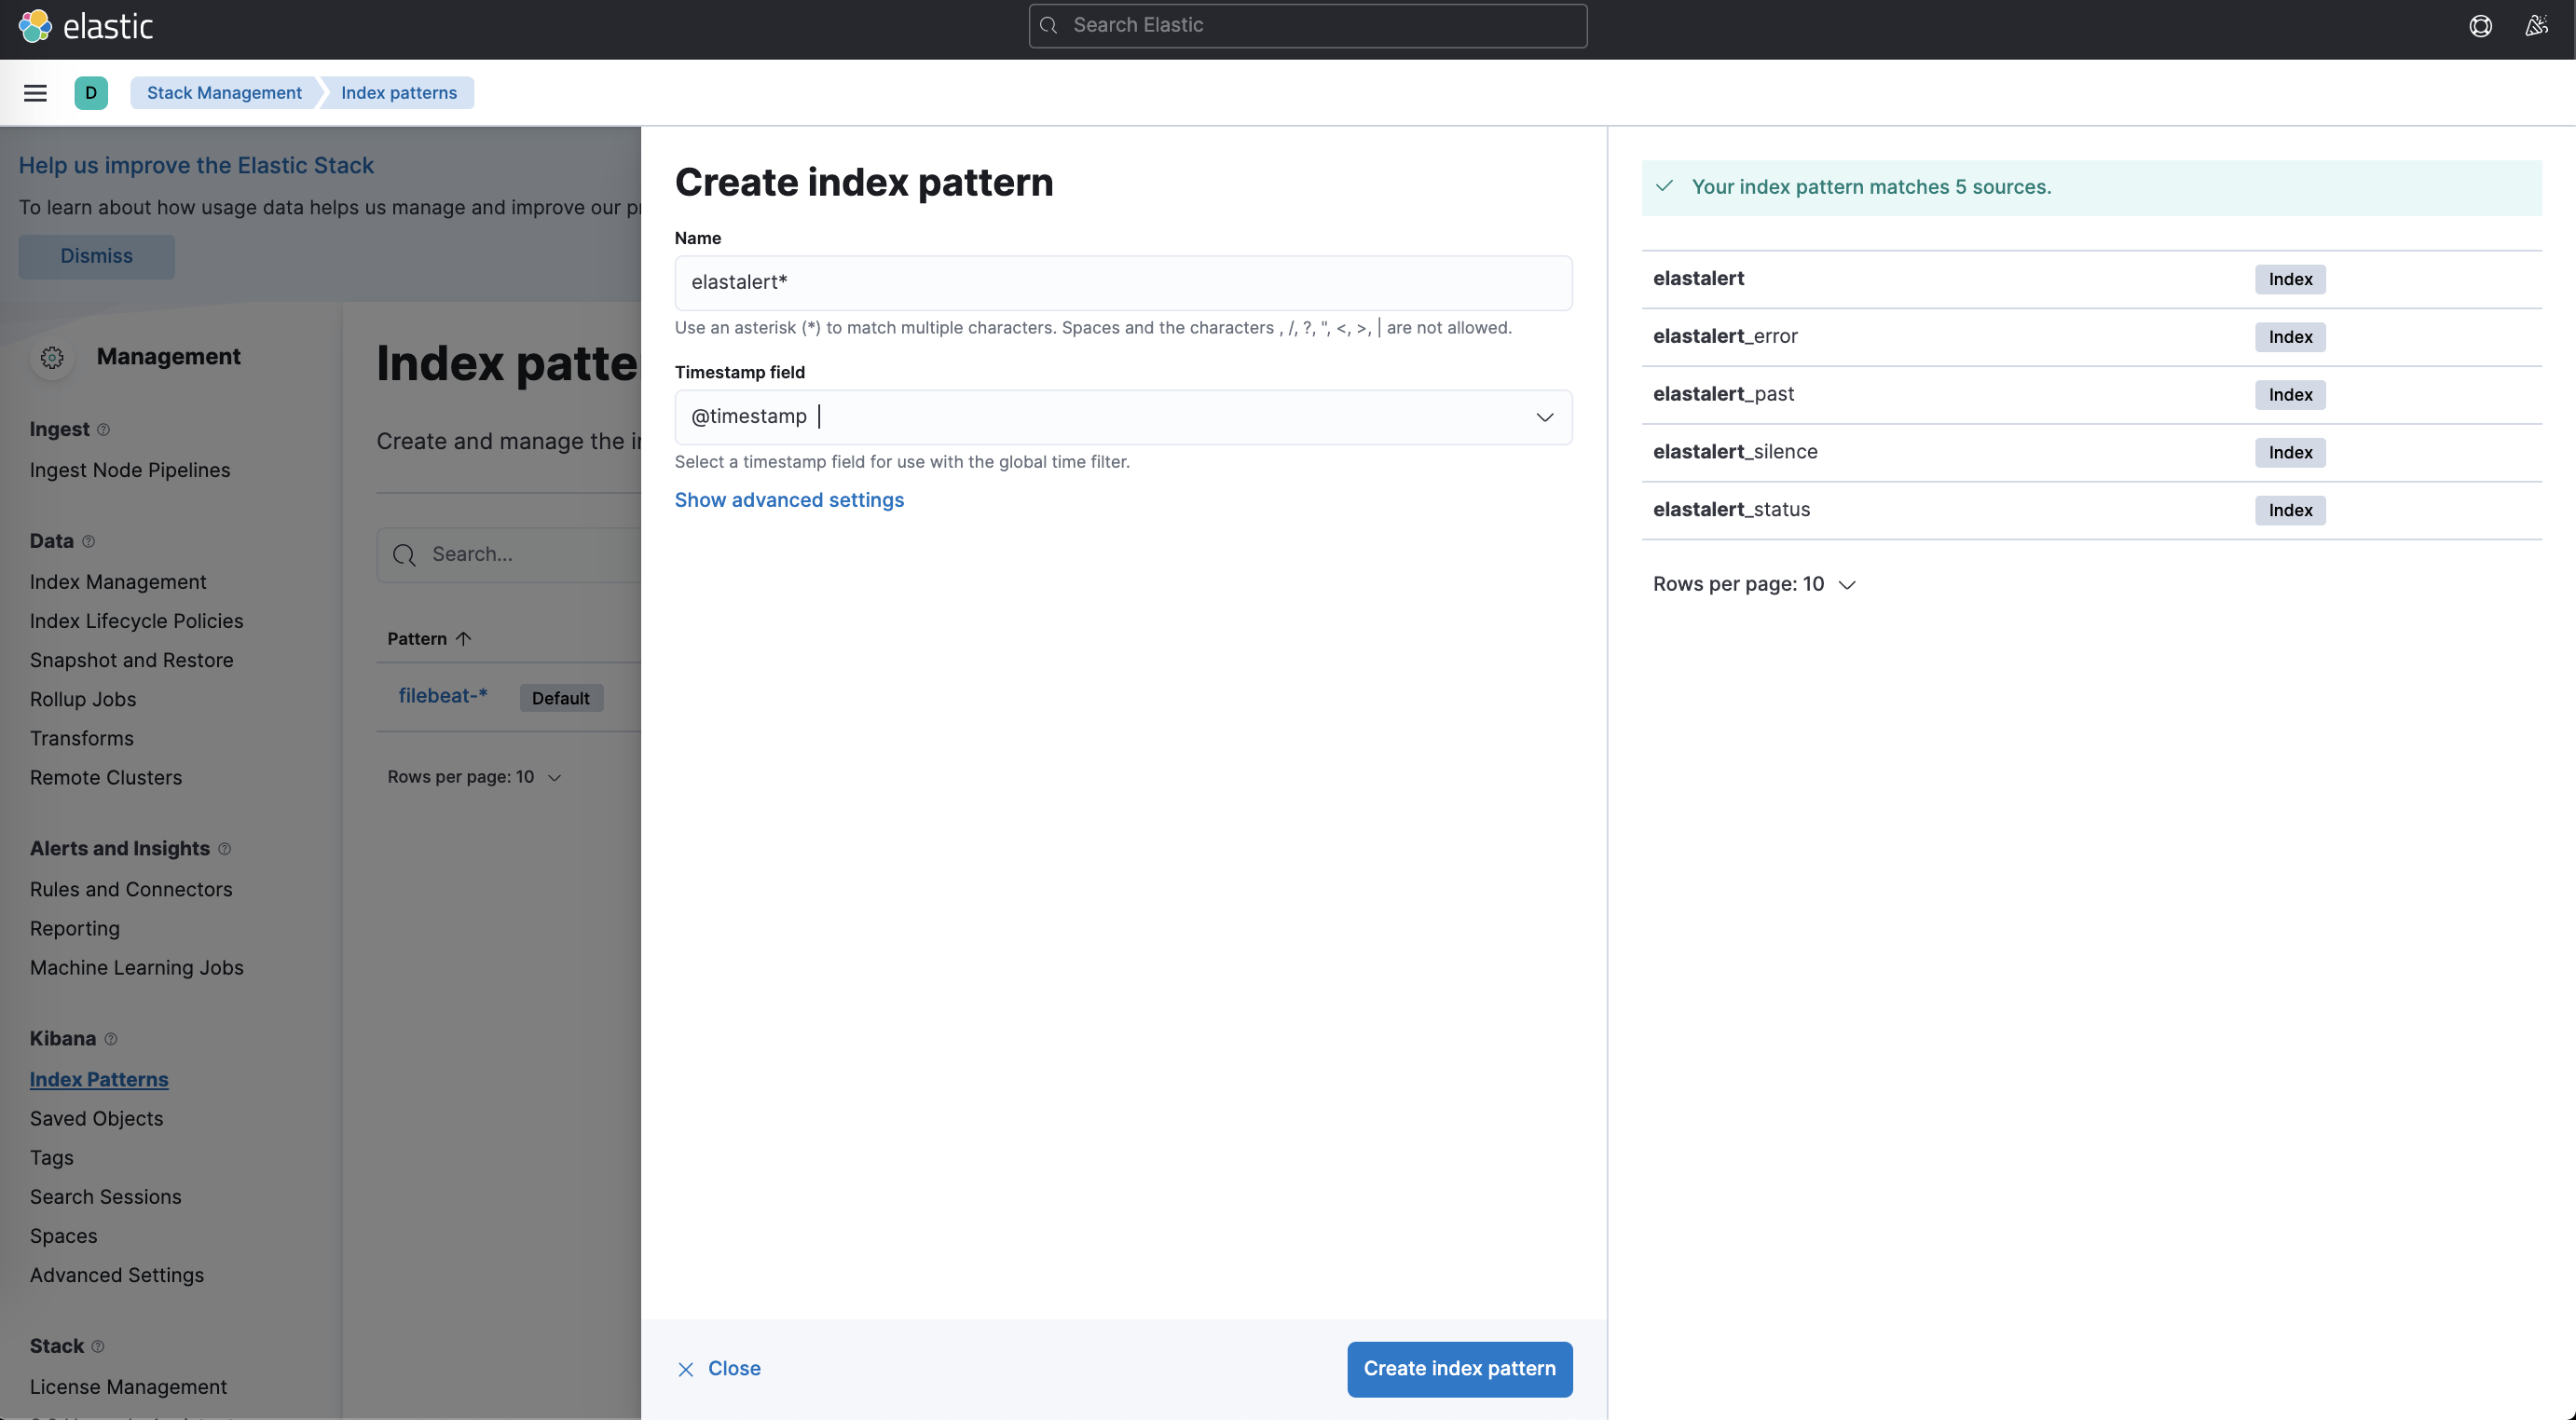 elastic
Search Elastic
D
Stack Management
Index patterns
Help us improve the Elastic Stack
To learn about how usage data helps us manage and improve our
Dismiss
Management
Ingest
Ingest Node Pipelines
Data
Index Management
Index Lifecycle Policies
Snapshot and Restore
Rollup Jobs
Transforms
Remote Clusters
Alerts and Insights
Rules and Connectors
Reporting
Machine Learning Jobs
Kibana
Index Patterns
Saved Objects
Tags
Search Sessions
Spaces
Advanced Settings
Stack
License Management
Index patte
Create and manage the
Search...
Pattern
filebeat-* Default
Rows per page: 10
Create index pattern
Name
elastalert*
Use an asterisk (*) to match multiple characters. Spaces and the characters , /, ?, ", <, >, | are not allowed.
Timestamp field
@timestamp
Select a timestamp field for use with the global time filter.
Show advanced settings
Close
Create index pattern
Your index pattern matches 5 sources.
elastalert Index
elastalert_error Index
elastalert_past Index
elastalert_silence Index
elastalert_status Index
Rows per page: 10